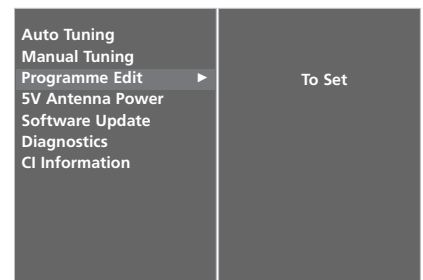 Auto Tuning
Manual Tuning
Programme Edit ►
To Set
5V Antenna Power
Software Update
Diagnostics
CI Information